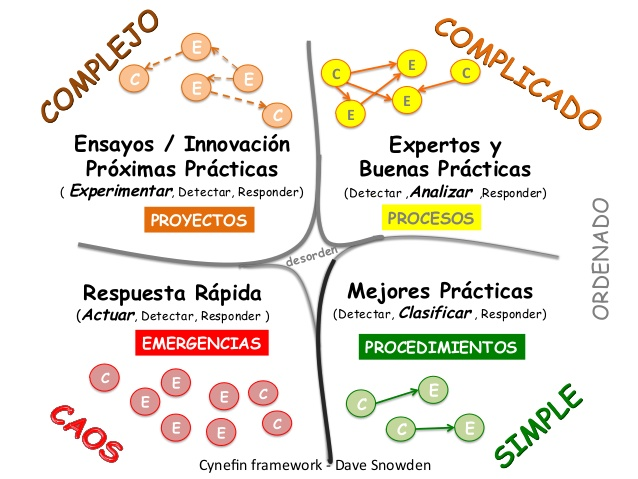 COMPLEJO
E
C
E
E
C
Ensayos / Innovación
Próximas Prácticas
( Experimentar, Detectar, Responder)
PROYECTOS
COMPLICADO
C
E
C
E
E
Expertos y
Buenas Prácticas
(Detectar ,Analizar ,Responder)
PROCESOS
ORDENADO
desorden
Respuesta Rápida
(Actuar, Detectar, Responder )
EMERGENCIAS
C
E
E
E
C
E
E
C
CAOS
Mejores Prácticas
(Detectar, Clasificar , Responder)
PROCEDIMIENTOS
C
E
C
E
SIMPLE
Cynefin framework - Dave Snowden